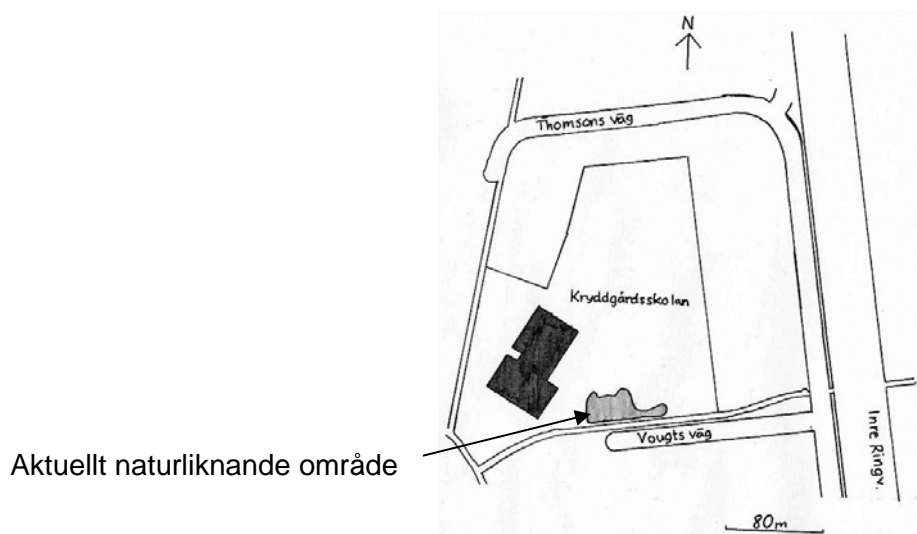 N
Thomsons väg
Kryddgårdsskolan
Vougts väg
Inre Ringv.
Aktuellt naturliknande område
80m